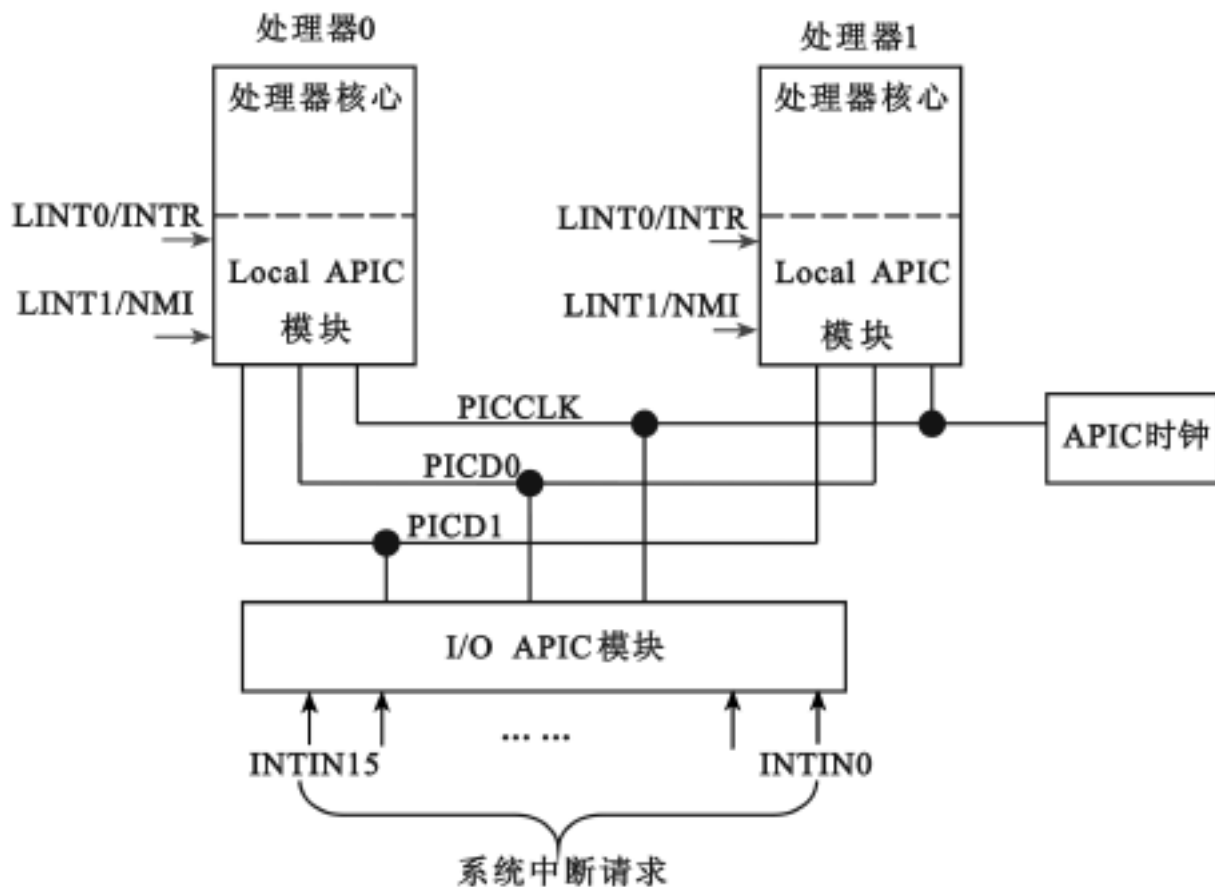 处理器0
处理器1
处理器核心
处理器核心
LINT0/INTR
LINT0/INTR
Local APIC
模块
Local APIC
模块
LINT1/NMI
LINT1/NMI
PICCLK
APIC时钟
PICD0
PICD1
I/O APIC模块
... ...
INTIN15
INTIN0
系统中断请求